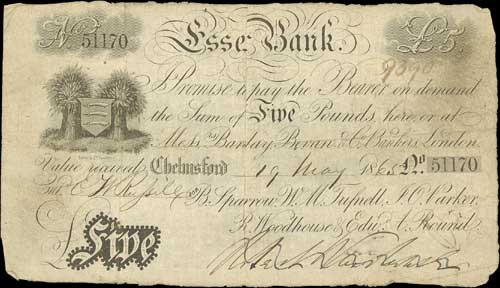 No 51170 Essex Bank. £5
I Promise to pay the Bearer on demand
the Sum of Five Pounds, here or at
Mess. Barclay, Bevan & Co. Bankers, London.
Value received Chelmsford 19 May 1865 No 51170
B. Sparrow, W. M. Tufnell, J. O. Parker,
R. Woodhouse & Edw. A. Round
£ Five